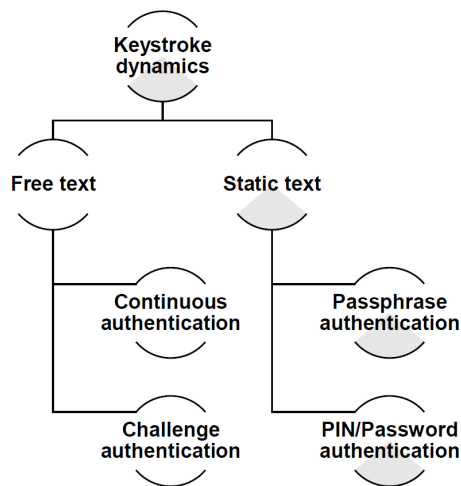 Keystroke
dynamics
Free text
Static text
Continuous
authentication
Passphrase
authentication
Challenge
authentication
PIN/Password
authentication